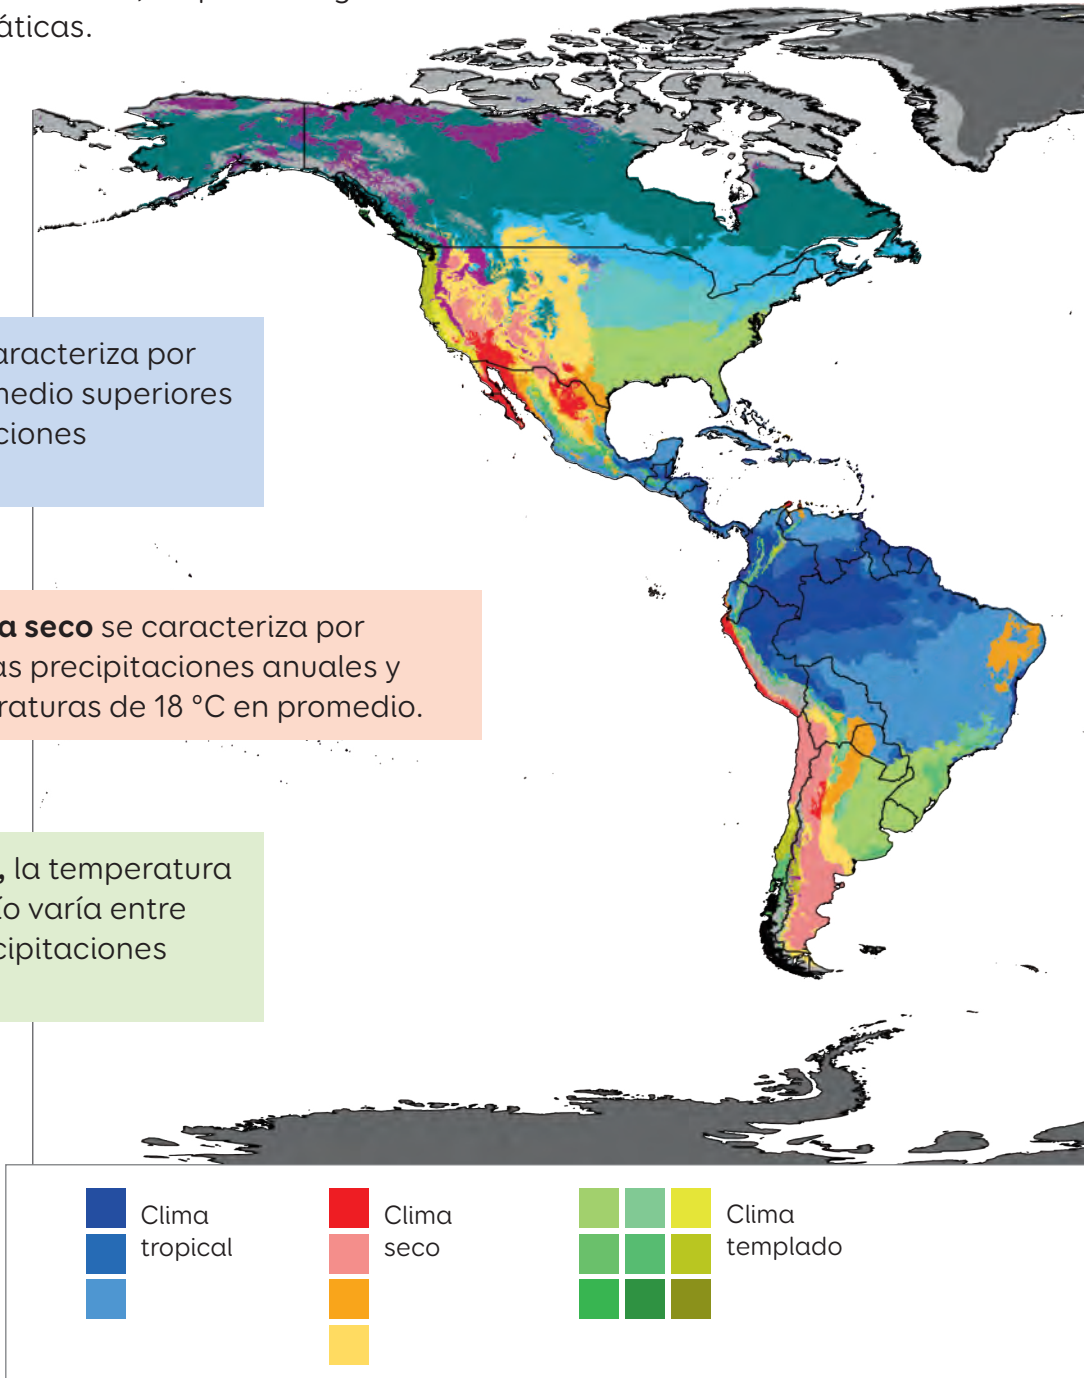 áticas.
aracteriza por
medio superiores
ciones
a seco se caracteriza por
as precipitaciones anuales y
raturas de 18 °C en promedio.
, la temperatura
ío varía entre
cipitaciones
Clima
tropical
Clima
seco
Clima
templado